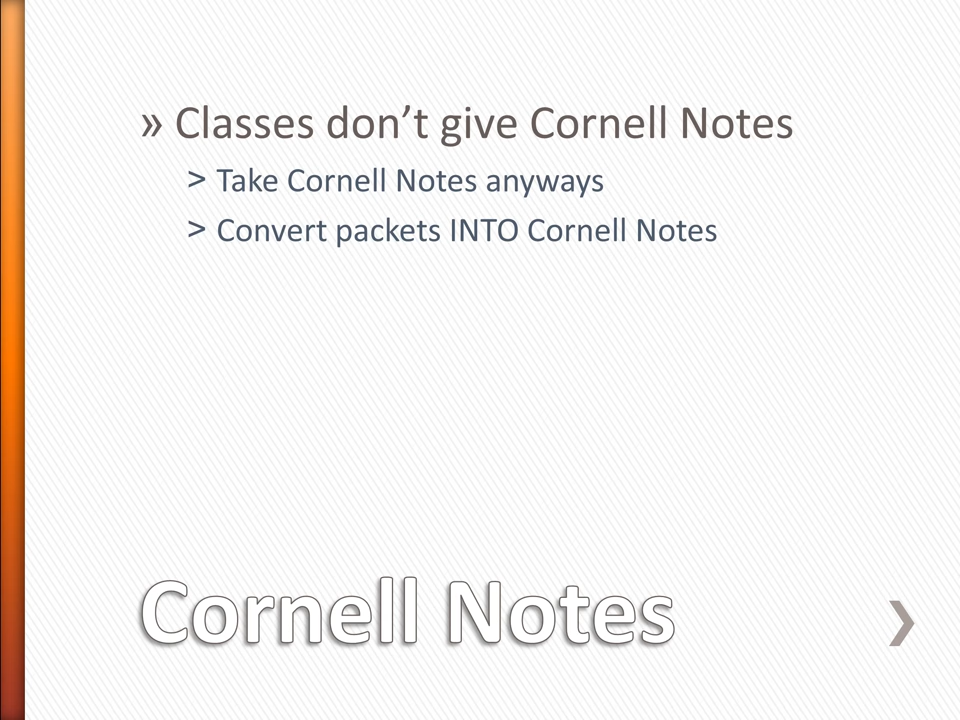 » Classes don’t give Cornell Notes
˃ Take Cornell Notes anyways
˃ Convert packets INTO Cornell Notes
Cornell Notes